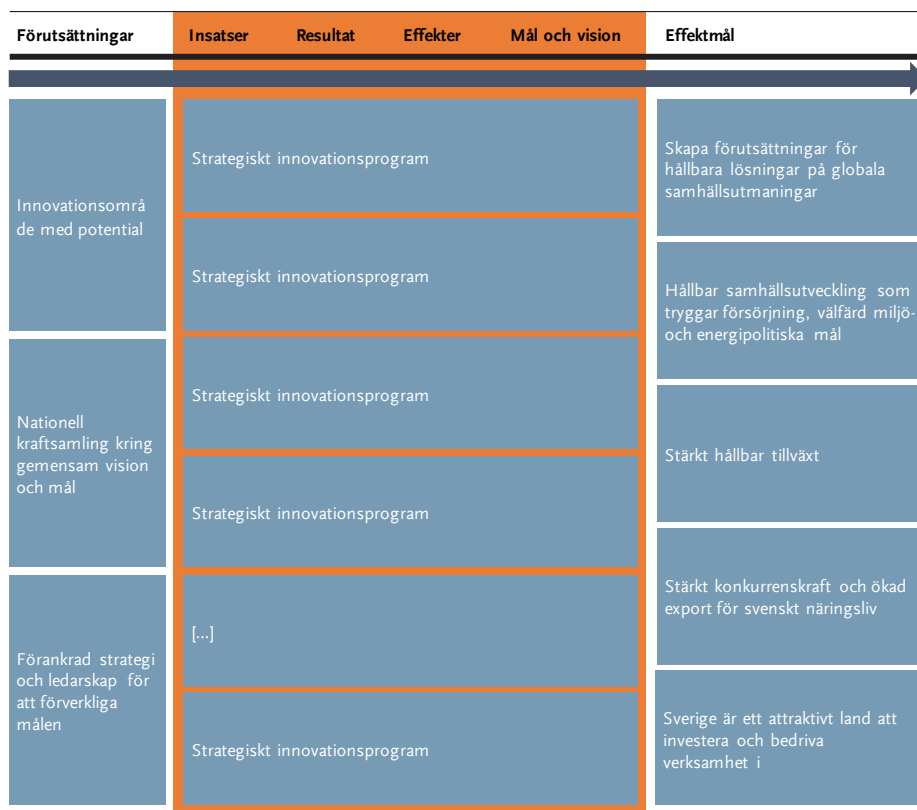 Förutsättningar
Insatser
Resultat
Effekter
Mål och vision
Effektmål
Innovationsområ
de med potential
Nationell
kraftsamling kring
gemensam vision
och mål
Förankrad strategi
och ledarskap för
att förverkliga
målen
Strategiskt innovationsprogram
Strategiskt innovationsprogram
Strategiskt innovationsprogram
Strategiskt innovationsprogram
[...]
Strategiskt innovationsprogram
Skapa förutsättningar för
hållbara lösningar på globala
samhällsutmaningar
Hållbar samhällsutveckling som
tryggar försörjning, välfärd miljö-
och energipolitiska mål
Stärkt hållbar tillväxt
Stärkt konkurrenskraft och ökad
export för svenskt näringsliv
Sverige är ett attraktivt land att
investera och bedriva
verksamhet i